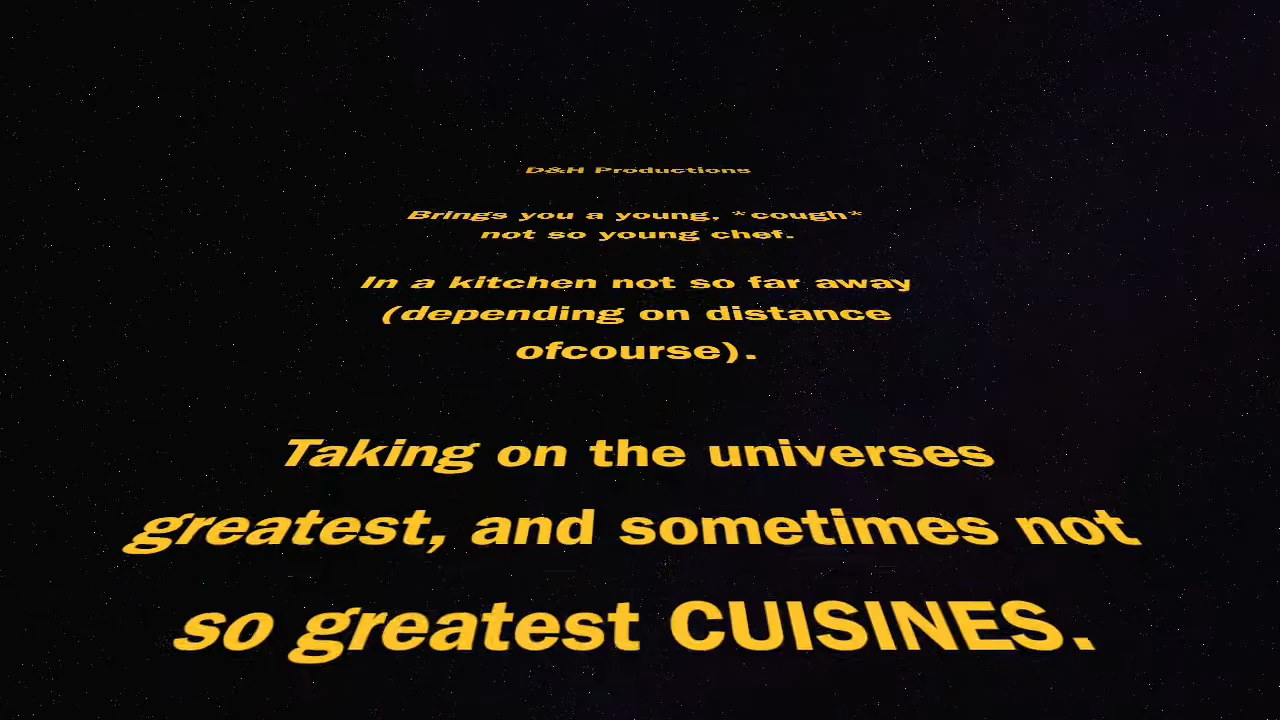 D&H Productions
Brings you a young, *cough*
not so young chef.
In a kitchen not so far away
(depending on distance
ofcourse).
Taking on the universes
greatest, and sometimes not
so greatest CUISINES.